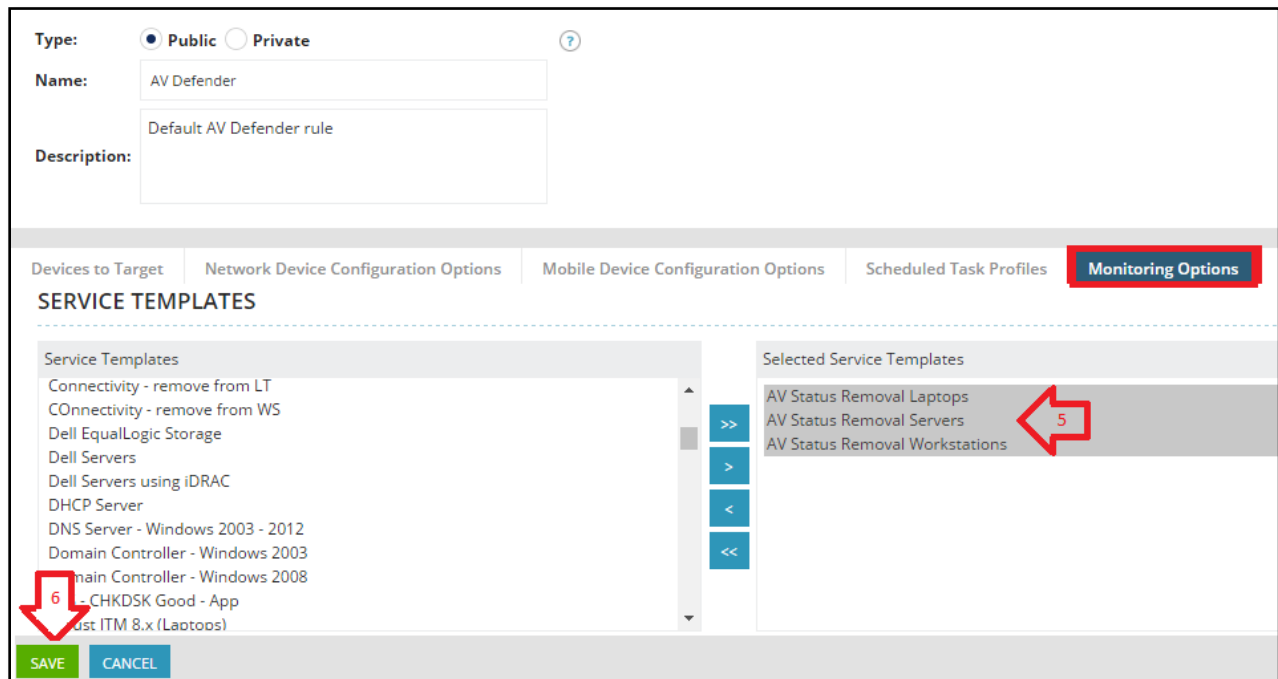 Type: Public Private ?
Name: AV Defender
Description: Default AV Defender rule
Devices to Target Network Device Configuration Options Mobile Device Configuration Options Scheduled Task Profiles Monitoring Options
SERVICE TEMPLATES
Service Templates
Connectivity - remove from LT
COnnectivity - remove from WS
Dell EqualLogic Storage
Dell Servers
Dell Servers using iDRAC
DHCP Server
DNS Server - Windows 2003 - 2012
Domain Controller - Windows 2003
main Controller - Windows 2008
- CHKDSK Good - App
ust ITM 8.x (Laptops)
>>
>
<
<<
Selected Service Templates
AV Status Removal Laptops
AV Status Removal Servers
AV Status Removal Workstations
5
6
SAVE CANCEL